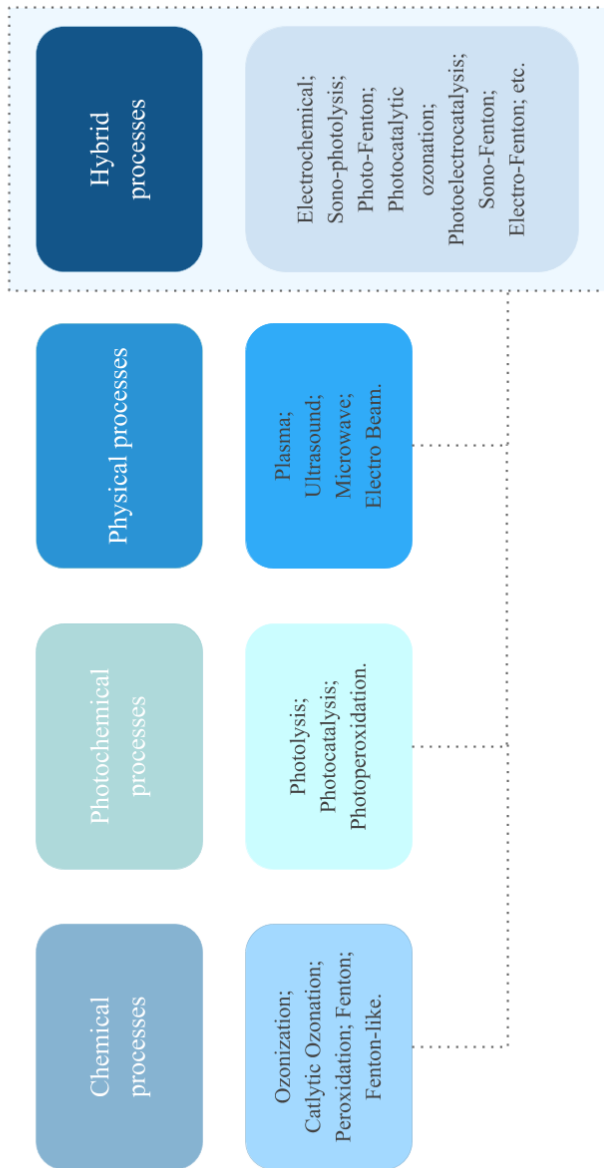 Chemical
processes
Ozonization;
Catlytic Ozonation;
Peroxidation; Fenton;
Fenton-like.
Photochemical
processes
Photolysis;
Photocatalysis;
Photoperoxidation.
Physical processes
Plasma;
Ultrasound;
Microwave;
Electro Beam.
Hybrid
processes
Electrochemical;
Sono-photolysis;
Photo-Fenton;
Photocatalytic
ozonation;
Photoelectrocatalysis;
Sono-Fenton;
Electro-Fenton; etc.